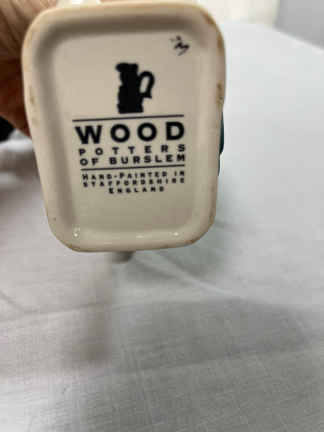 WOOD
POTTERS
OF BURSLEM
HAND-PAINTED IN
STAFFORDSHIRE
ENGLAND